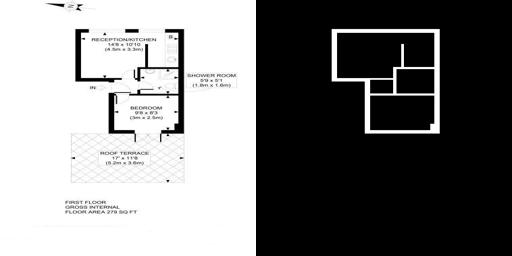 RECEPTION/KITCHEN
14'8 x 10'10
(4.5m x 3.3m)
SHOWER ROOM
5'9 x 5'1
(1.8m x 1.6m)
IN
BEDROOM
9'8 x 8'3
(3m x 2.5m)
ROOF TERRACE
17' x 11'8
(5.2m x 3.6m)
FIRST FLOOR
GROSS INTERNAL
FLOOR AREA 279 SQ FT